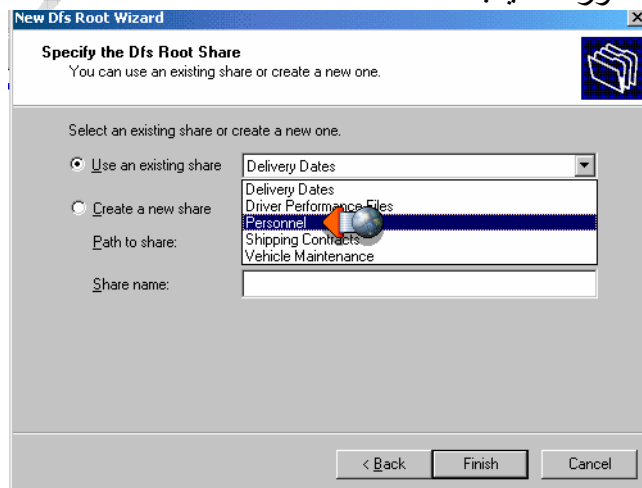 New Dfs Root Wizard
Specify the Dfs Root Share
You can use an existing share or create a new one.
Select an existing share or create a new one.
Use an existing share
Delivery Dates
Delivery Dates
Driver Performance Files
Create a new share
Personnel
Path to share:
Shipping Contracts
Vehicle Maintenance
Share name:
< Back
Finish
Cancel